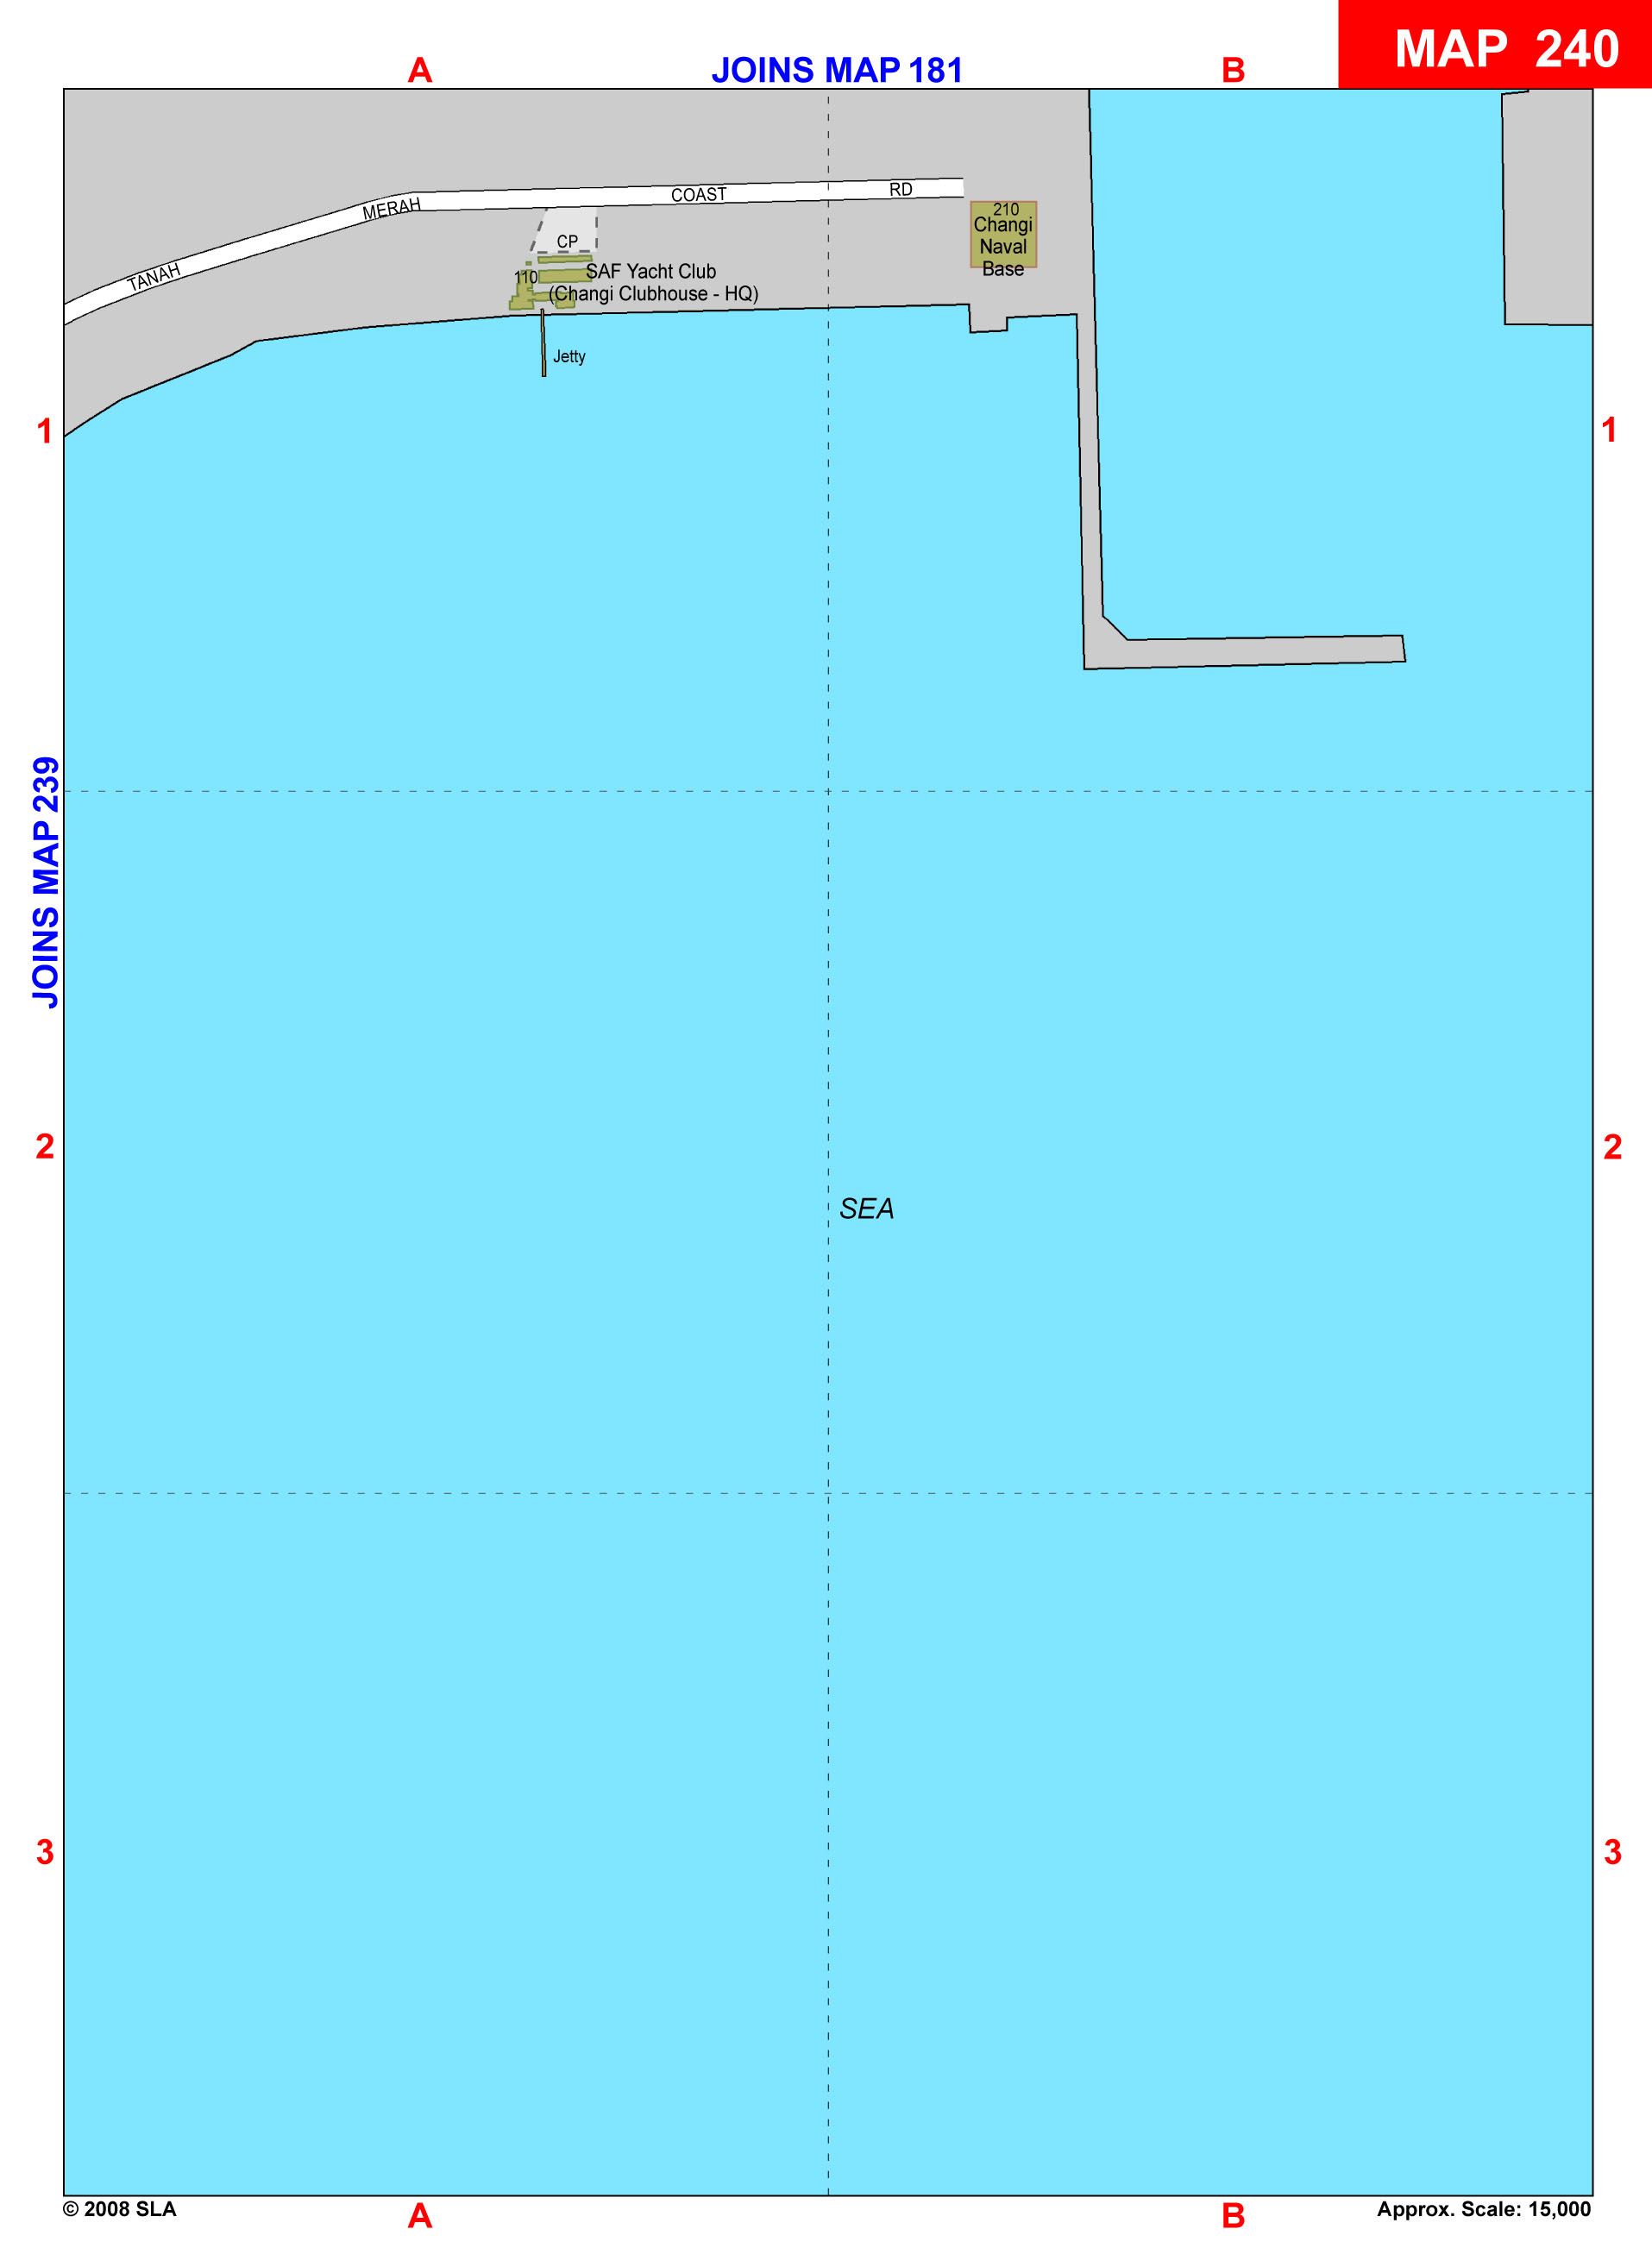 MAP 240
A
JOINS MAP 181
B
TANAH
MERAH
COAST
RD
CP
110
SAF Yacht Club
(Changi Clubhouse - HQ)
Jetty
210
Changi
Naval
Base
1
1
JOINS MAP 239
2
2
SEA
3
3
© 2008 SLA
A
B
Approx. Scale: 15,000